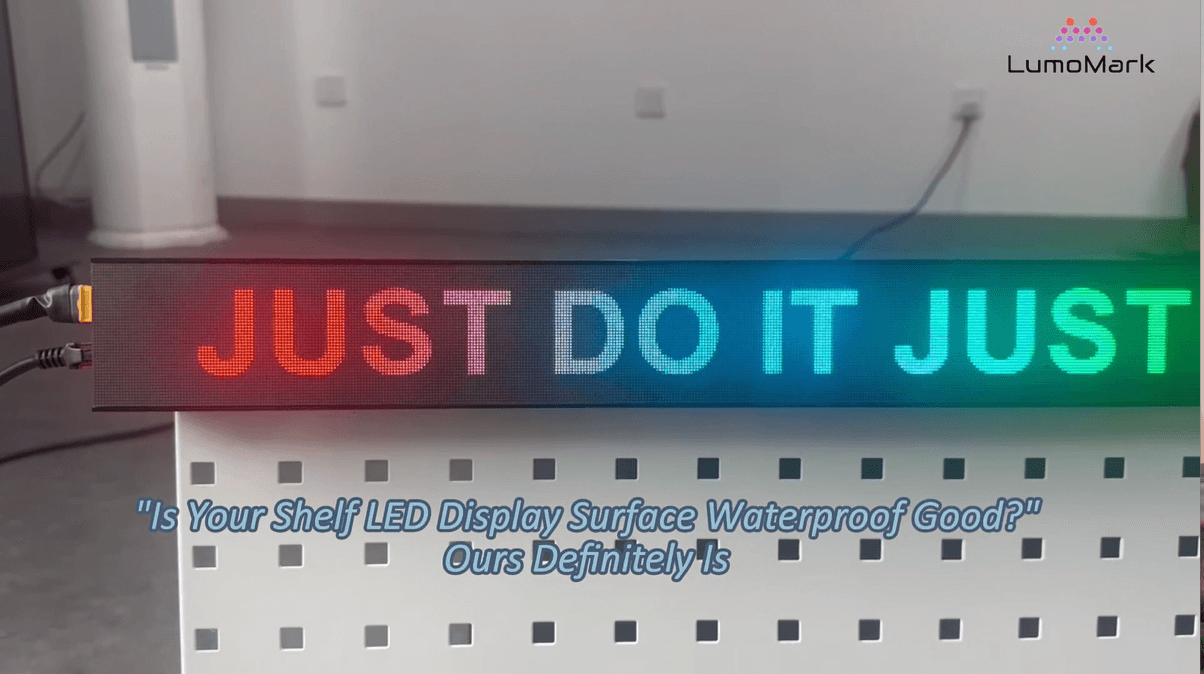 LumoMark
JUST DO IT JUST
"Is Your Shelf LED Display Surface Waterproof Good?"
Ours Definitely Is